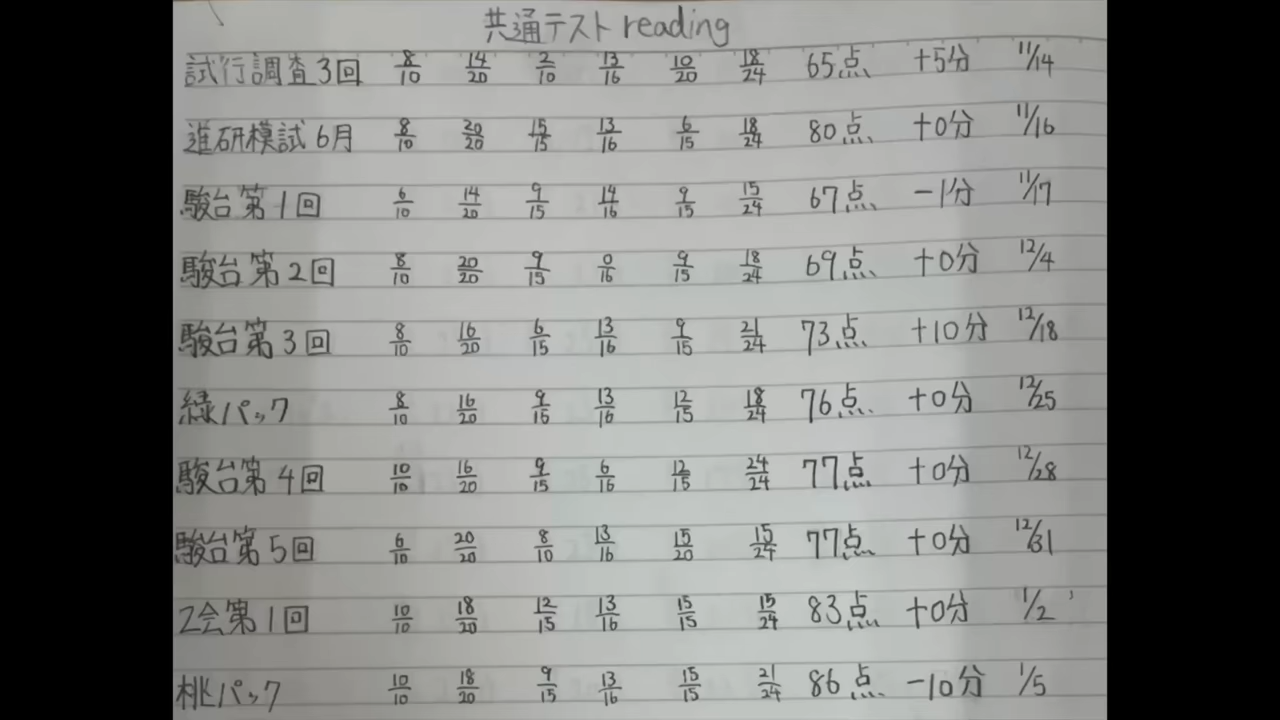 共通テスト reading
試行調査3回 8/10 14/20 2/10 13/16 10/20 18/24 65点 +5分 11/14
進研模試6月 8/10 20/20 15/15 13/16 6/15 18/24 80点 +0分 11/16
駿台第1回 6/10 14/20 9/15 14/16 9/15 15/24 67点 -1分 11/17
駿台第2回 8/10 20/20 9/15 0/16 9/15 18/24 69点 +0分 12/4
駿台第3回 8/10 16/20 6/15 13/16 9/15 21/24 73点 +10分 12/18
緑パック 8/10 16/20 9/15 13/16 12/15 18/24 76点 +0分 12/25
駿台第4回 10/10 16/20 9/15 6/16 12/15 24/24 77点 +0分 12/28
駿台第5回 6/10 20/20 8/10 13/16 15/20 15/24 77点 +0分 12/31
Z会第1回 10/10 18/20 12/15 13/16 15/15 15/24 83点 +0分 1/2
桃パック 10/10 18/20 9/15 13/16 15/15 21/24 86点 -10分 1/5